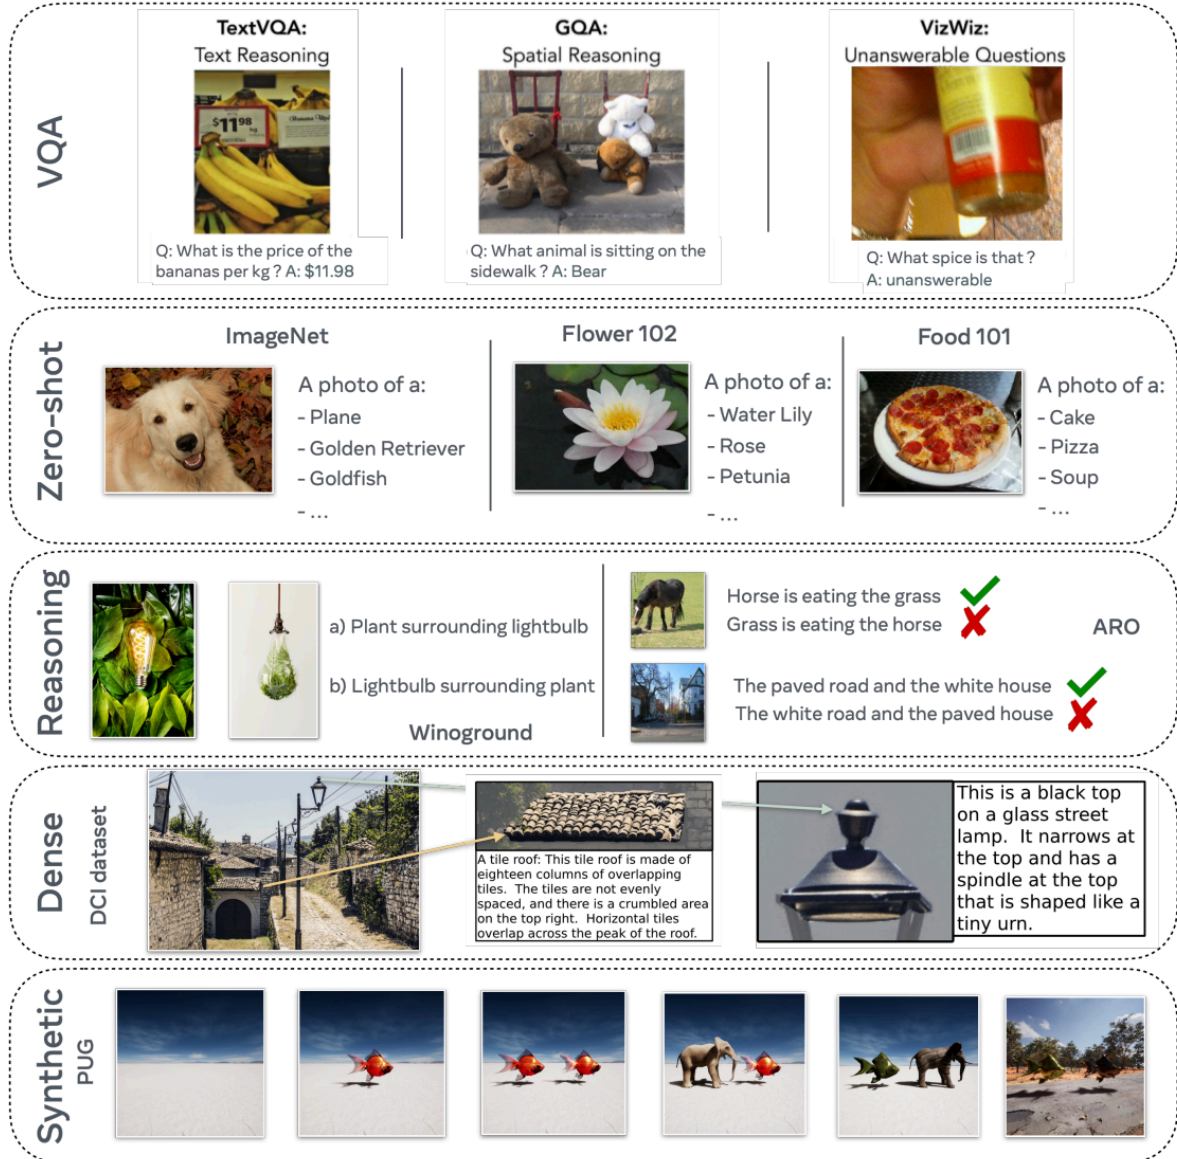 VQA
TextVQA:
Text Reasoning
$11.98
kg
Q: What is the price of the
bananas per kg ? A: $11.98
GQA:
Spatial Reasoning
Q: What animal is sitting on the
sidewalk ? A: Bear
VizWiz:
Unanswerable Questions
Q: What spice is that ?
A: unanswerable
Zero-shot
ImageNet
A photo of a:
- Plane
- Golden Retriever
- Goldfish
- ...
Flower 102
A photo of a:
- Water Lily
- Rose
- Petunia
- ...
Food 101
A photo of a:
- Cake
- Pizza
- Soup
- ...
Reasoning
a) Plant surrounding lightbulb
b) Lightbulb surrounding plant
Winoground
Horse is eating the grass
Grass is eating the horse
ARO
The paved road and the white house
The white road and the paved house
Dense
DCI dataset
A tile roof: This tile roof is made of
eighteen columns of overlapping
tiles. The tiles are not evenly
spaced, and there is a crumbled area
on the top right. Horizontal tiles
overlap across the peak of the roof.
This is a black top
on a glass street
lamp. It narrows at
the top and has a
spindle at the top
that is shaped like a
tiny urn.
Synthetic
PUG